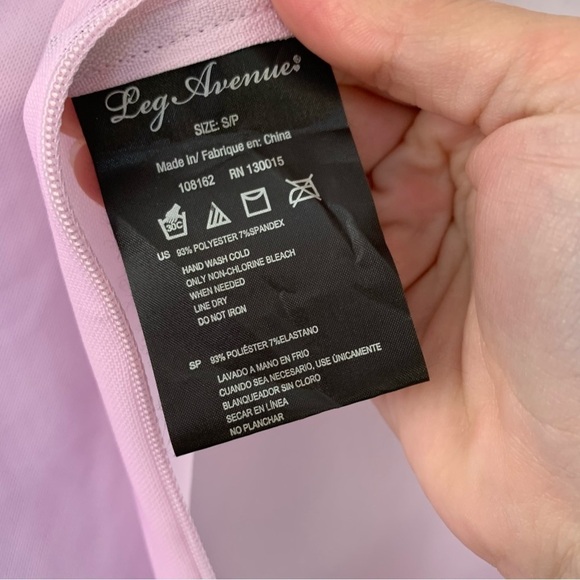 Leg Avenue
SIZE: S/P
Made in/ Fabrique en: China
108162 RN 130015
30C
US 93% POLYESTER 7%SPANDEX
HAND WASH COLD
ONLY NON-CHLORINE BLEACH
WHEN NEEDED
LINE DRY
DO NOT IRON
SP 93% POLIÉSTER 7%ELASTANO
LAVADO A MANO EN FRIO
CUANDO SEA NECESARIO, USE ÚNICAMENTE
BLANQUEADOR SIN CLORO
SECAR EN LÍNEA
NO PLANCHAR